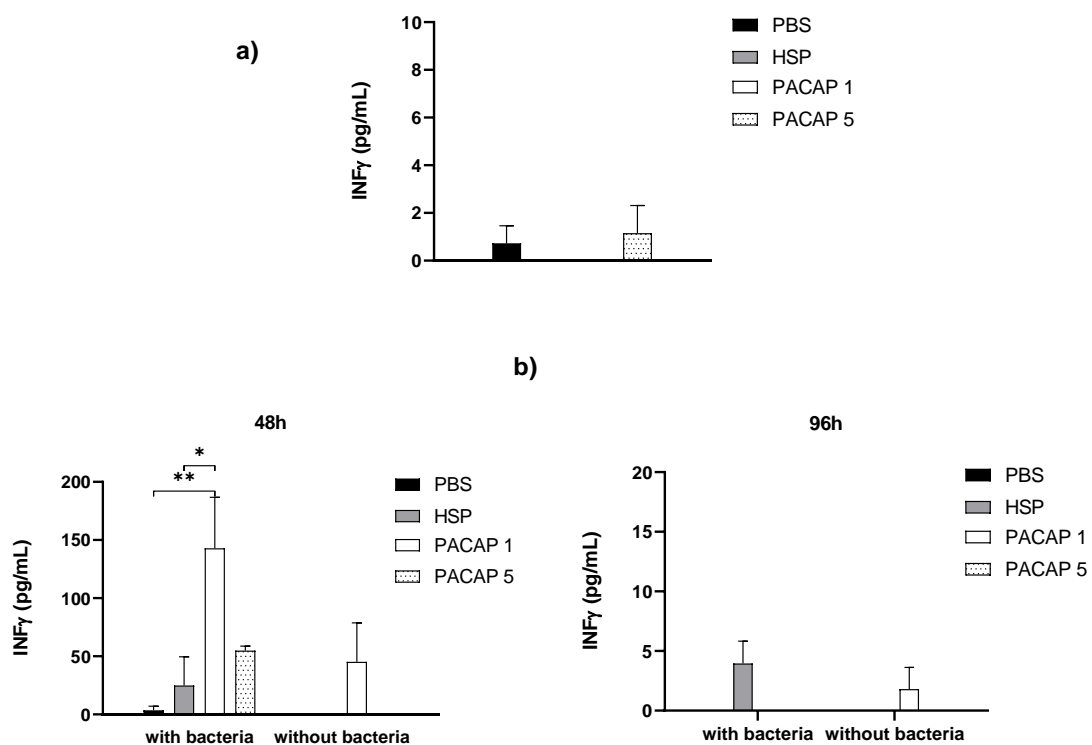 a)
INFγ (pg/mL)
10
8
6
4
2
0
PBS
HSP
PACAP 1
PACAP 5
b)
48h
INFγ (pg/mL)
200
150
100
50
0
*
**
with bacteria
without bacteria
PBS
HSP
PACAP 1
PACAP 5
96h
INFγ (pg/mL)
20
15
10
5
0
with bacteria
without bacteria
PBS
HSP
PACAP 1
PACAP 5